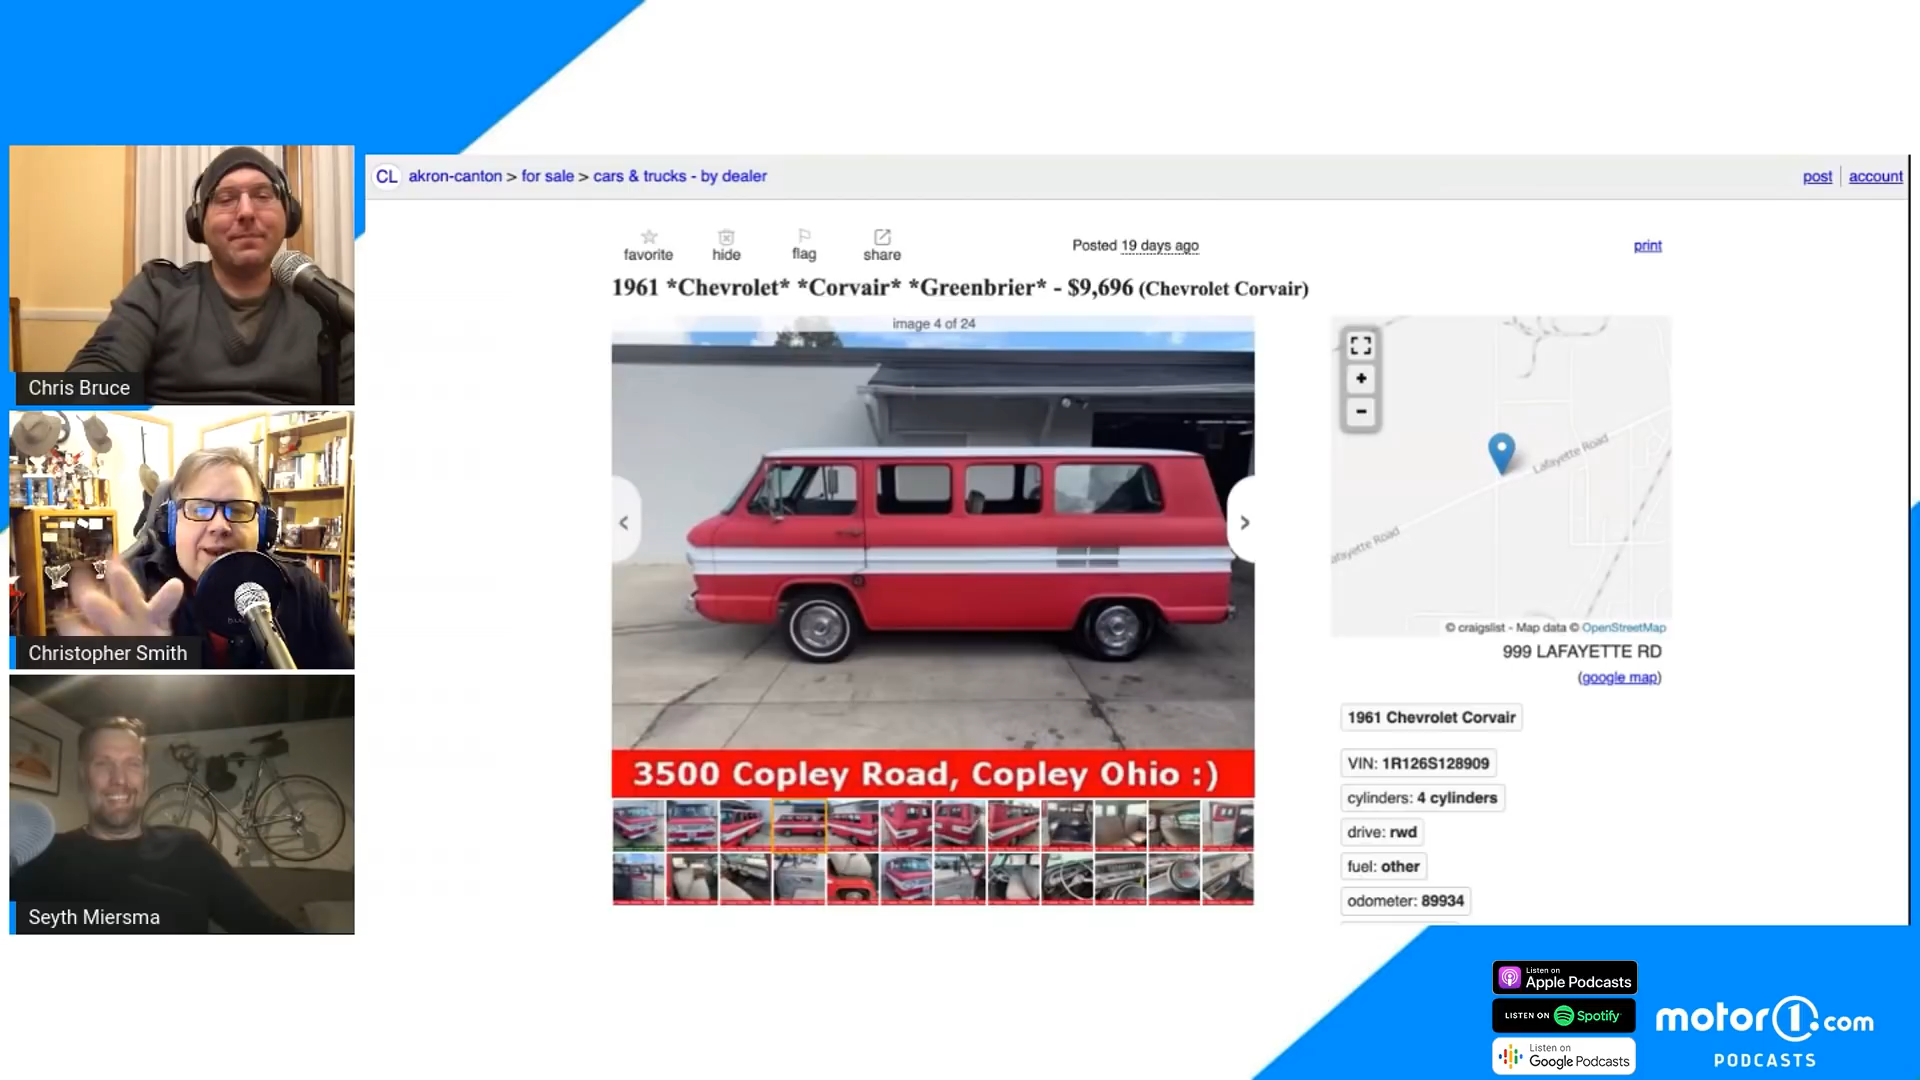 CL akron-canton > for sale > cars & trucks - by dealer
post account
favorite
hide
flag
share
Posted 19 days ago
print
1961 *Chevrolet* *Corvair* *Greenbrier* - $9,696 (Chevrolet Corvair)
image 4 of 24
Chris Bruce
Christopher Smith
Seyth Miersma
3500 Copley Road, Copley Ohio :)
+
-
Lafayette Road
afayette Road
© craigslist - Map data © OpenStreetMap
999 LAFAYETTE RD
(google map)
1961 Chevrolet Corvair
VIN: 1R126S128909
cylinders: 4 cylinders
drive: rwd
fuel: other
odometer: 89934
Listen on
Apple Podcasts
LISTEN ON Spotify
Listen on
Google Podcasts
motor1.com
PODCASTS